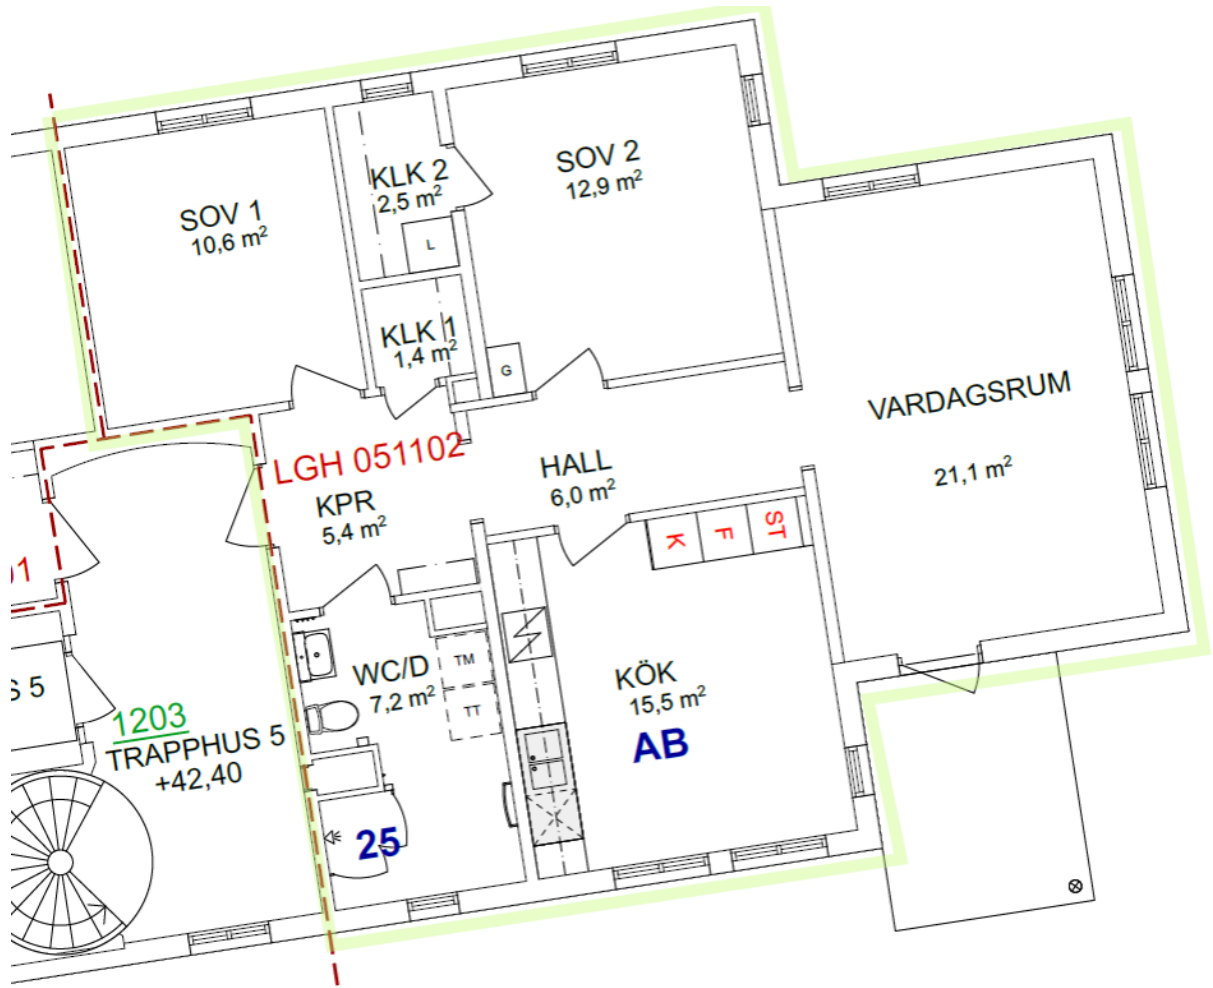 SOV 1
10,6 m²
KLK 2
2,5 m²
L
SOV 2
12,9 m²
KLK 1
1,4 m²
G
VARDAGSRUM
21,1 m²
LGH 051102
KPR
5,4 m²
HALL
6,0 m²
K
F
ST
01
S 5
1203
TRAPPHUS 5
+42,40
WC/D
7,2 m²
TM
TT
KÖK
15,5 m²
AB
25